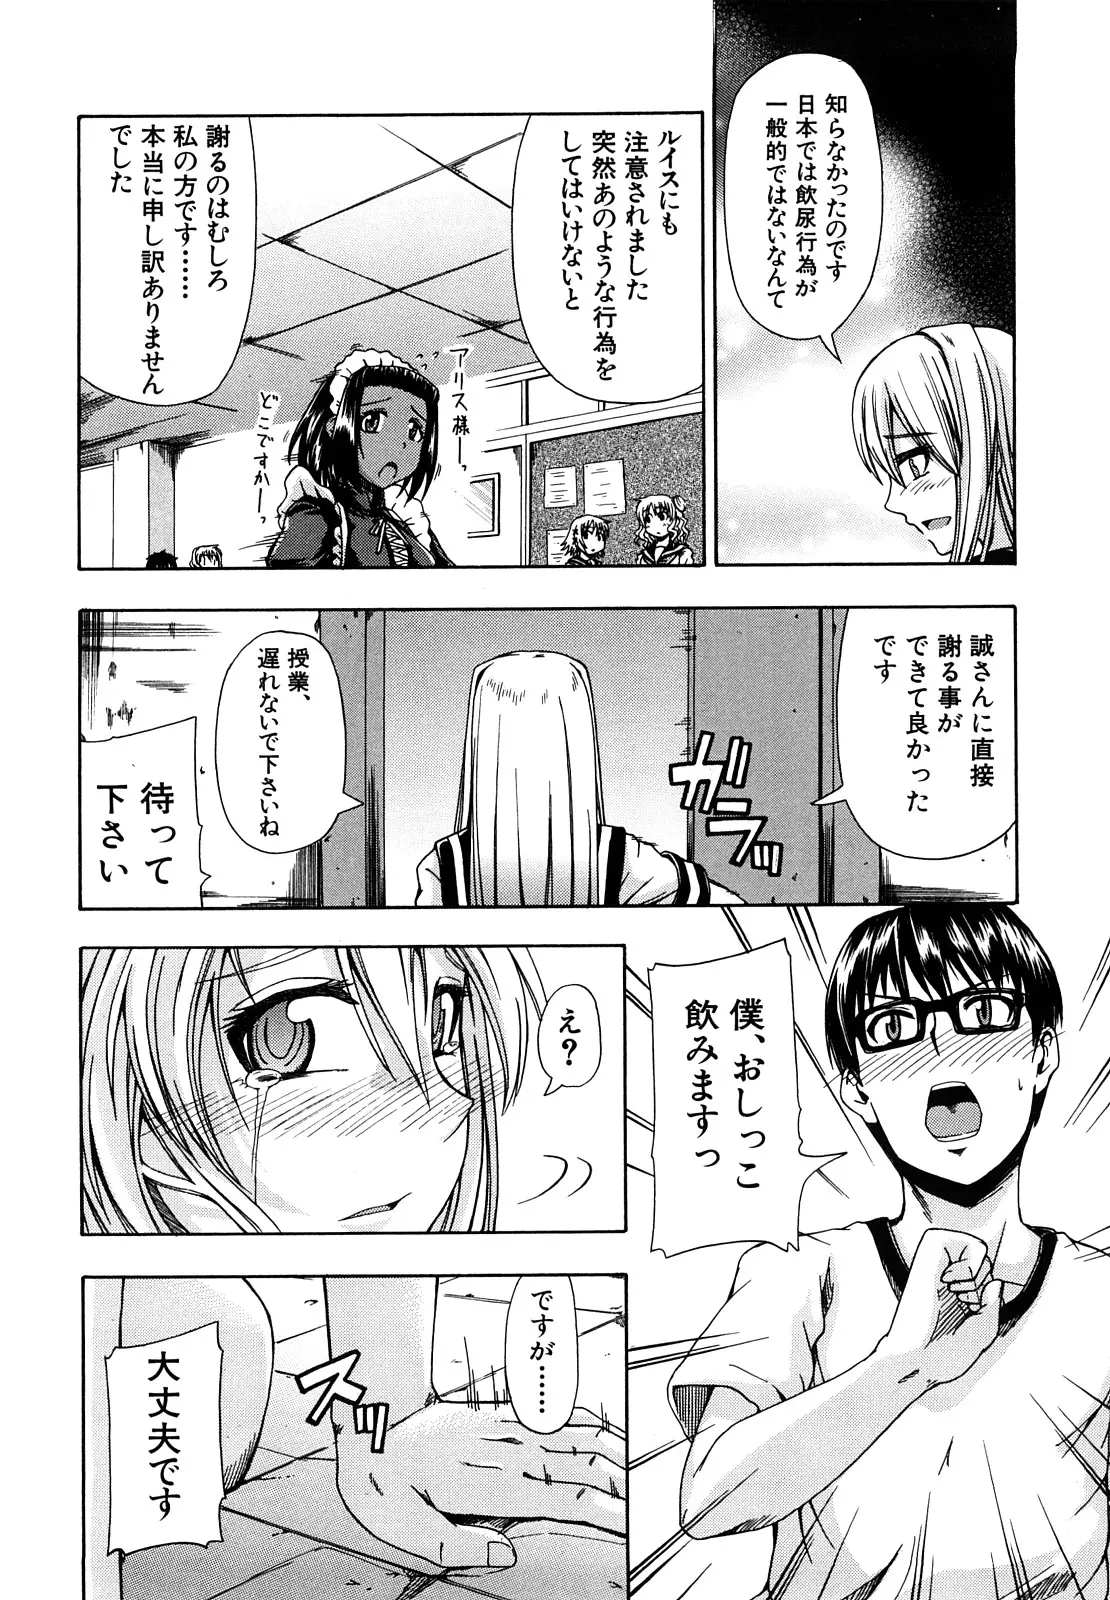 知らなかったのです
日本では飲尿行為が
一般的ではないなんて
ルイスにも
注意されました
突然あのような行為を
してはいけないと
アリス様ーっ
どこですかーっ
謝るのはむしろ
私の方です……
本当に申し訳ありません
でした
誠さんに直接
謝る事が
できて良かった
です
ガラッ
授業、
遅れないで下さいね
待って
下さい
僕、おしっこ
飲みますっ
え?
ですが……
スッ
大丈夫です